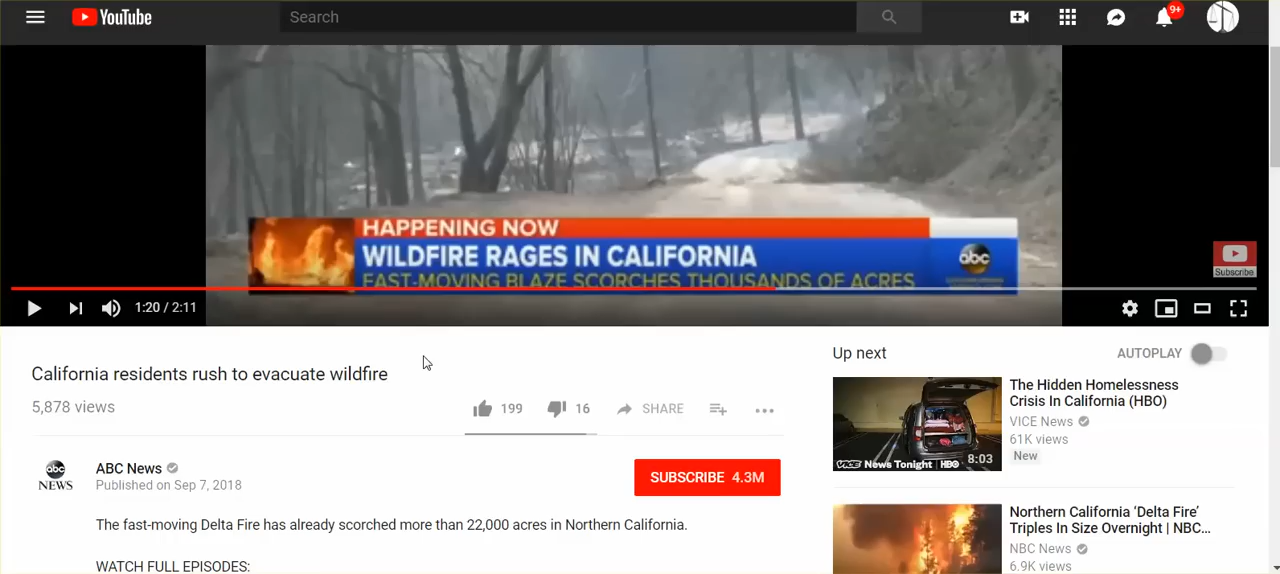 YouTube
Search
9+
HAPPENING NOW
WILDFIRE RAGES IN CALIFORNIA
abc
FAST-MOVING BLAZE SCORCHES THOUSANDS OF ACRES
Subscribe
1:20 / 2:11
California residents rush to evacuate wildfire
5,878 views
199
16
SHARE
abc
NEWS
ABC News
Published on Sep 7, 2018
SUBSCRIBE 4.3M
The fast-moving Delta Fire has already scorched more than 22,000 acres in Northern California.
WATCH FULL EPISODES:
Up next
AUTOPLAY
VICE News Tonight | HBO
8:03
The Hidden Homelessness
Crisis In California (HBO)
VICE News
61K views
New
Northern California ‘Delta Fire’
Triples In Size Overnight | NBC...
NBC News
6.9K views